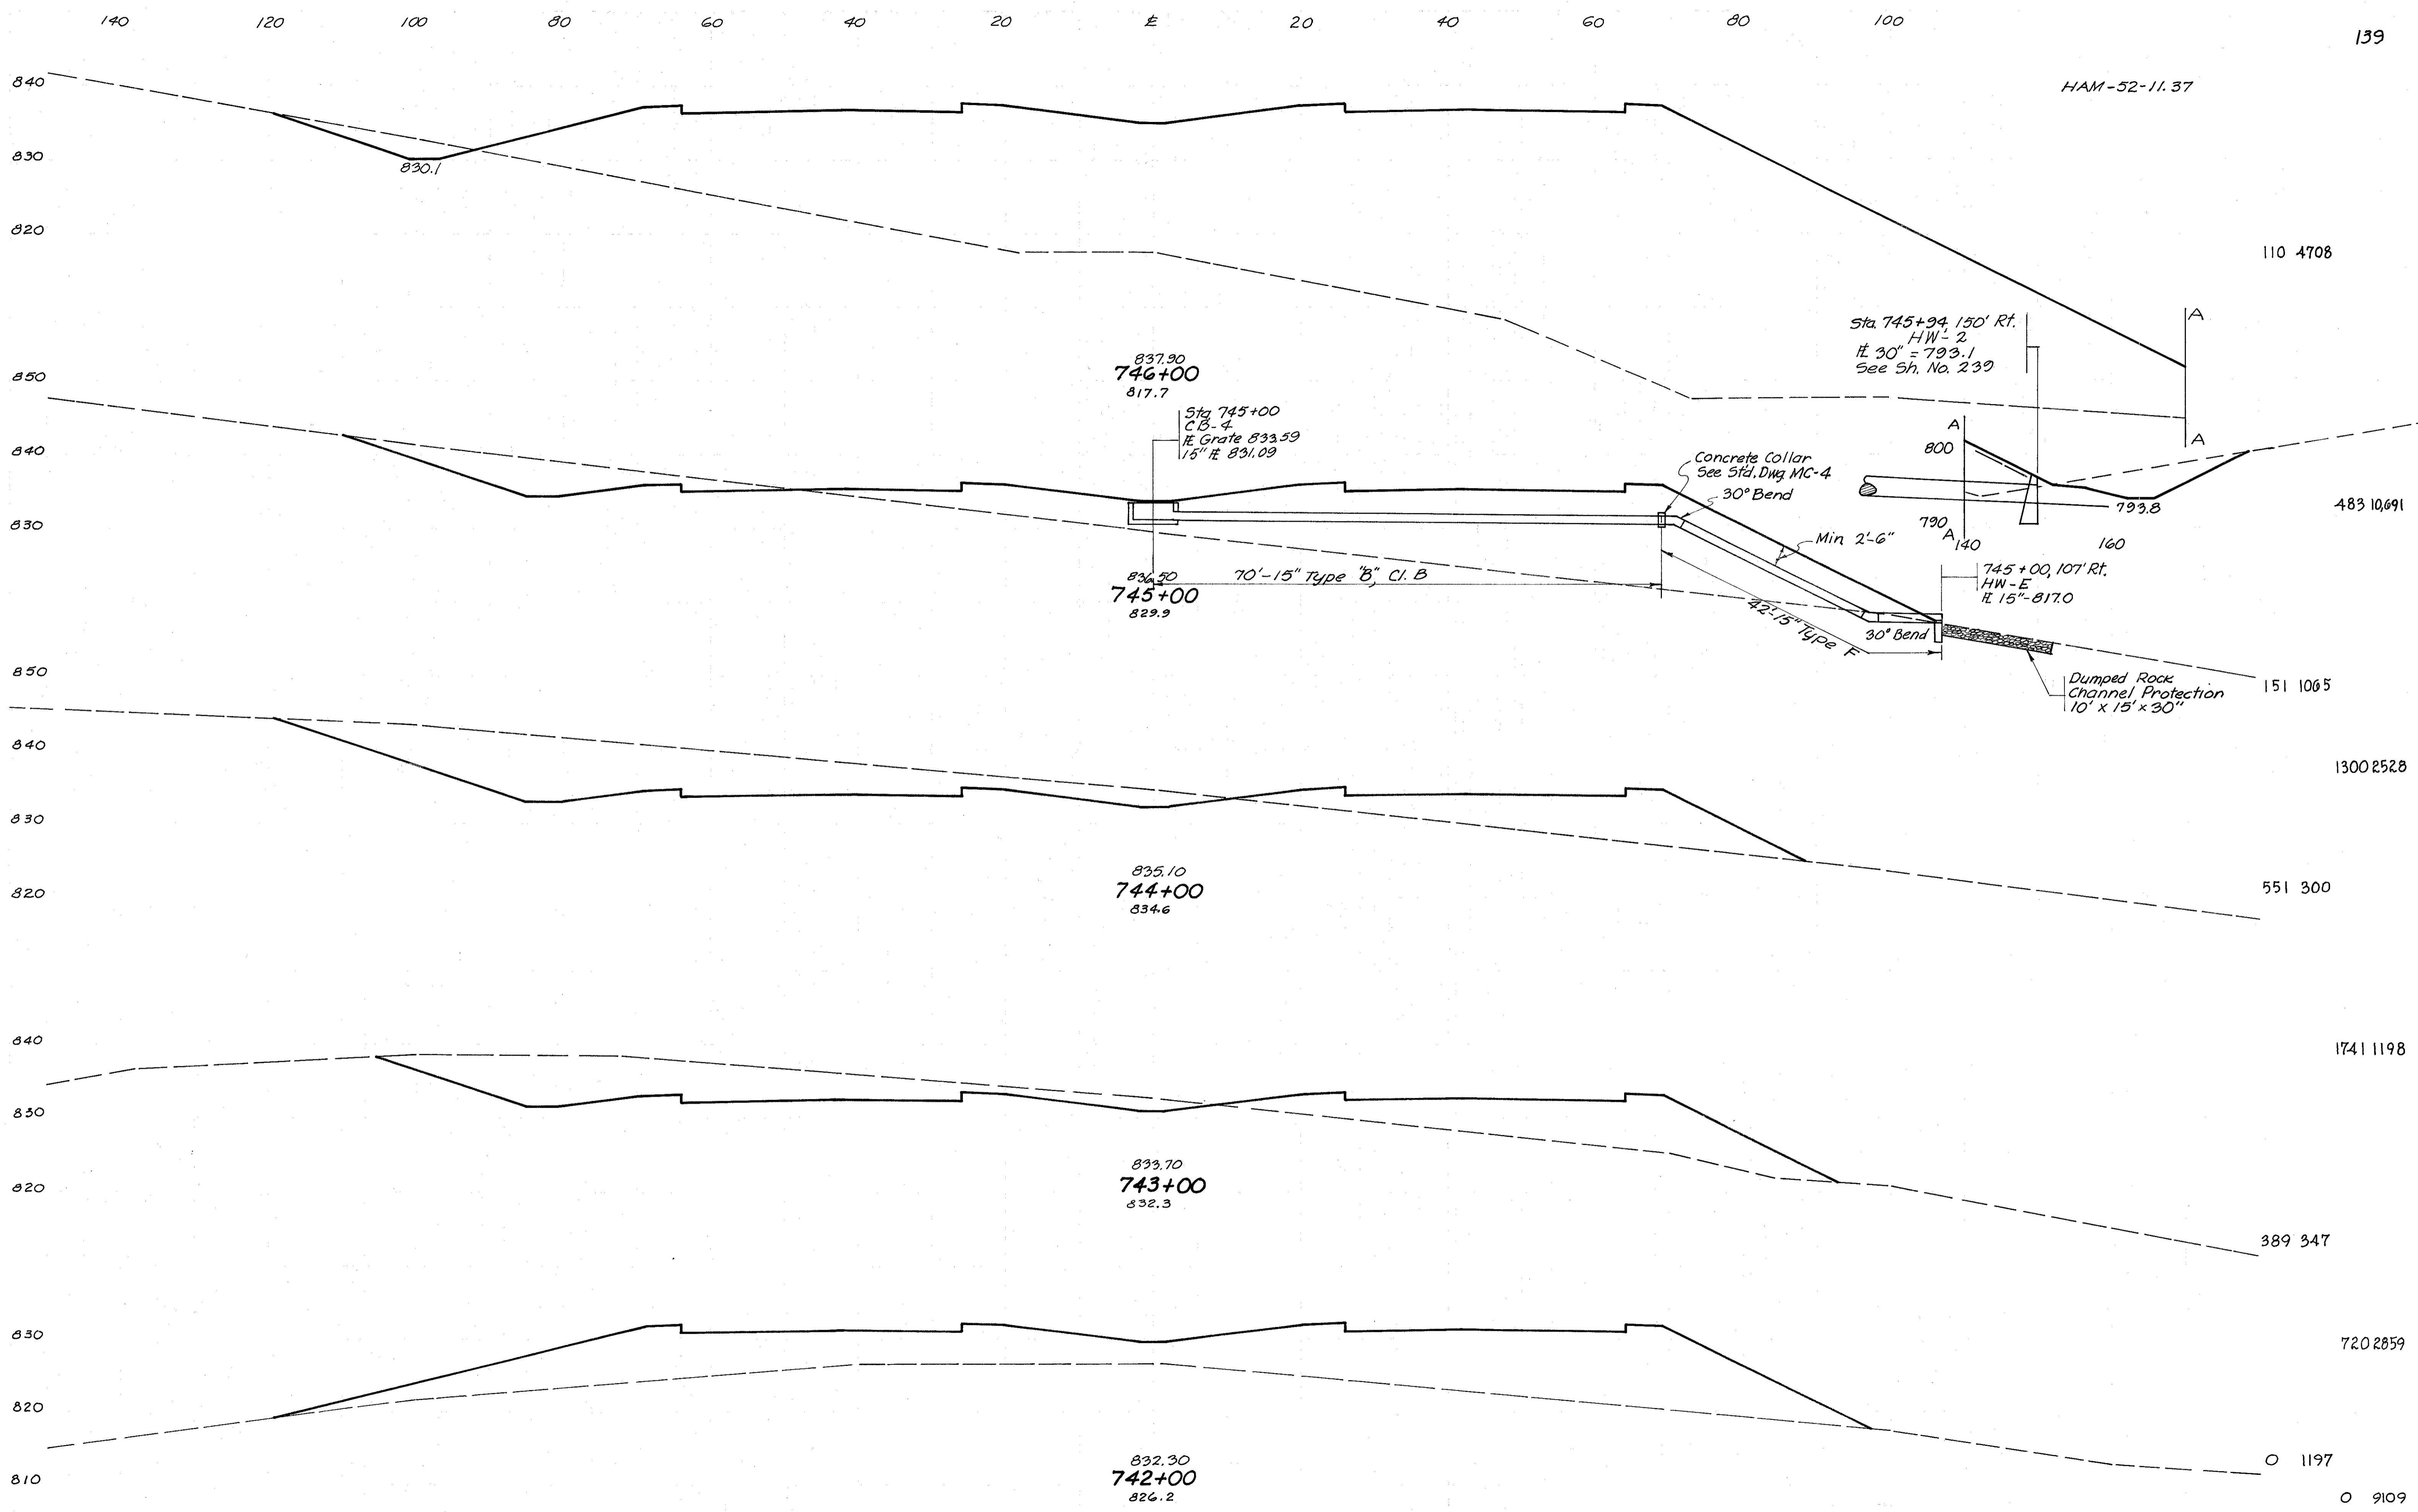 140 120 100 80 60 40 20 ℄ 20 40 60 80 100
139
840
HAM-52-11.37
830
830.1
820
110 4708
Sta. 745+94, 150' Rt.
HW-2
℄ 30" = 793.1
See Sh. No. 239
A
837.90
746+00
817.7
850
Sta. 745+00
CB-4
℄ Grate 833.59
15" ℄ 831.09
A
A
840
800
Concrete Collar
See Std. Dwg MC-4
30° Bend
830
793.8
483 10,691
790
A
140
160
Min 2'-6"
836.50
745+00
829.9
70'-15" Type "B", Cl. B
745+00, 107' Rt.
HW-E
℄ 15"-817.0
42'-15" Type F
30° Bend
850
Dumped Rock
Channel Protection
10' x 15' x 30"
151 1065
840
1300 2528
830
835.10
744+00
834.6
820
551 300
840
1741 1198
830
833.70
743+00
832.3
820
389 347
830
720 2859
820
832.30
742+00
826.2
0 1197
810
0 9109